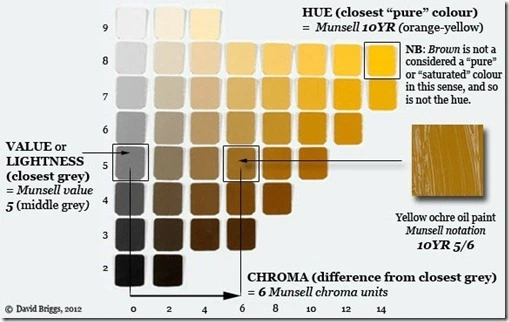 HUE (closest “pure” colour)
= Munsell 10YR (orange-yellow)
NB: Brown is not a
considered a “pure”
or “saturated” colour
in this sense, and so
is not the hue.
9
8
7
6
5
4
3
2
VALUE or
LIGHTNESS
(closest grey)
= Munsell value
5 (middle grey)
Yellow ochre oil paint
Munsell notation
10YR 5/6
CHROMA (difference from closest grey)
= 6 Munsell chroma units
© David Briggs, 2012
0 2 4 6 8 10 12 14